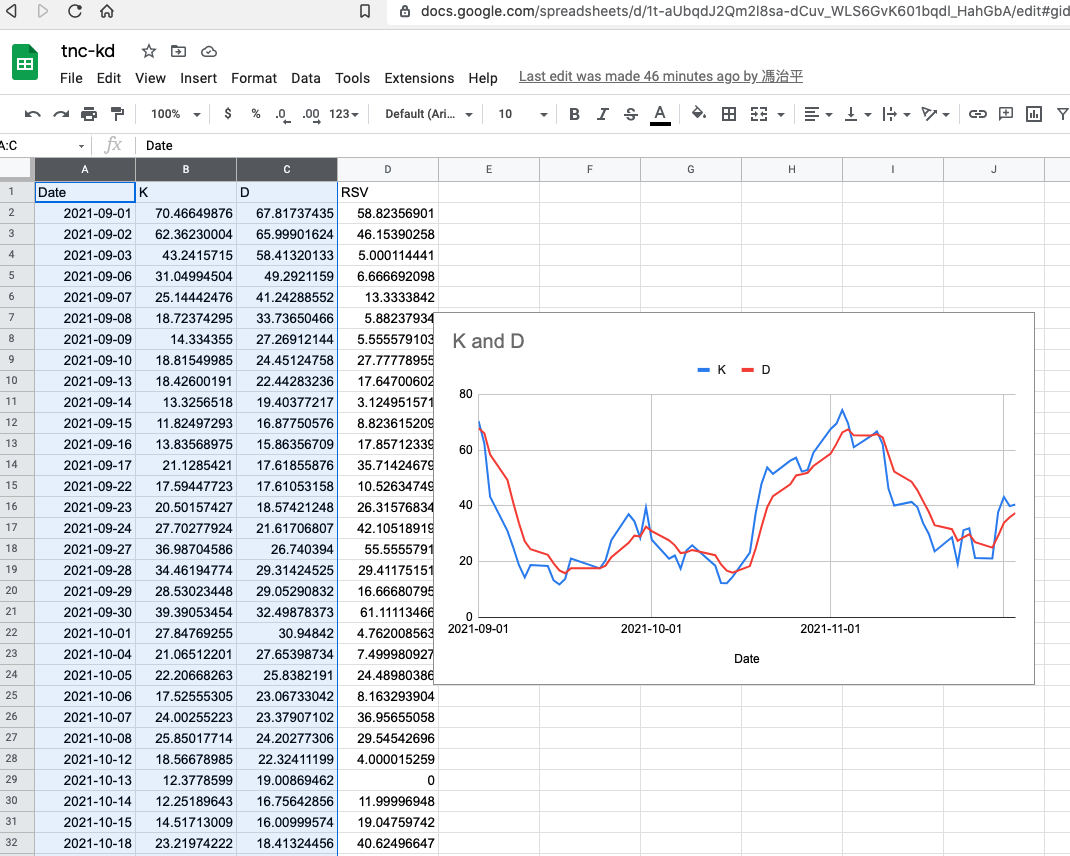 docs.google.com/spreadsheets/d/1t-aUbqdJ2Qm2I8sa-dCuv_WLS6GvK601bqdI_HahGbA/edit#gid
tnc-kd
File Edit View Insert Format Data Tools Extensions Help Last edit was made 46 minutes ago by 馮治平
100% $ % .0 .00 123 Default (Ari... 10 B I S A
A:C fx Date
A B C D E F G H I J
1 Date K D RSV
2 2021-09-01 70.46649876 67.81737435 58.82356901
3 2021-09-02 62.36230004 65.99901624 46.15390258
4 2021-09-03 43.2415715 58.41320133 5.000114441
5 2021-09-06 31.04994504 49.2921159 6.666692098
6 2021-09-07 25.14442476 41.24288552 13.3333842
7 2021-09-08 18.72374295 33.73650466 5.88237934
8 2021-09-09 14.334355 27.26912144 5.555579103
9 2021-09-10 18.81549985 24.45124758 27.77778955
10 2021-09-13 18.42600191 22.44283236 17.64700602
11 2021-09-14 13.3256518 19.40377217 3.124951571
12 2021-09-15 11.82497293 16.87750576 8.823615209
13 2021-09-16 13.83568975 15.86356709 17.85712339
14 2021-09-17 21.1285421 17.61855876 35.71424679
15 2021-09-22 17.59447723 17.61053158 10.52634749
16 2021-09-23 20.50157427 18.57421248 26.31576834
17 2021-09-24 27.70277924 21.61706607 42.10518919
18 2021-09-27 36.98704586 26.740394 55.5555791
19 2021-09-28 34.46194774 29.31424525 29.41175151
20 2021-09-29 28.53023448 29.05290832 16.66680795
21 2021-09-30 39.39053454 32.49878373 61.11113466
22 2021-10-01 27.84769255 30.94842 4.762008563
23 2021-10-04 21.06512201 27.65398734 7.499980927
24 2021-10-05 22.20668263 25.8382191 24.48980386
25 2021-10-06 17.52555305 23.06733042 8.163293904
26 2021-10-07 24.00255223 23.37907102 36.95655058
27 2021-10-08 25.85017714 24.20277306 29.54542696
28 2021-10-12 18.56678985 22.32411199 4.000015259
29 2021-10-13 12.3778599 19.00869462 0
30 2021-10-14 12.25189643 16.75642856 11.99996948
31 2021-10-15 14.51713009 16.00999574 19.04759742
32 2021-10-18 23.21974222 18.41324456 40.62496647
K and D
K D
80
60
40
20
0
2021-09-01 2021-10-01 2021-11-01
Date